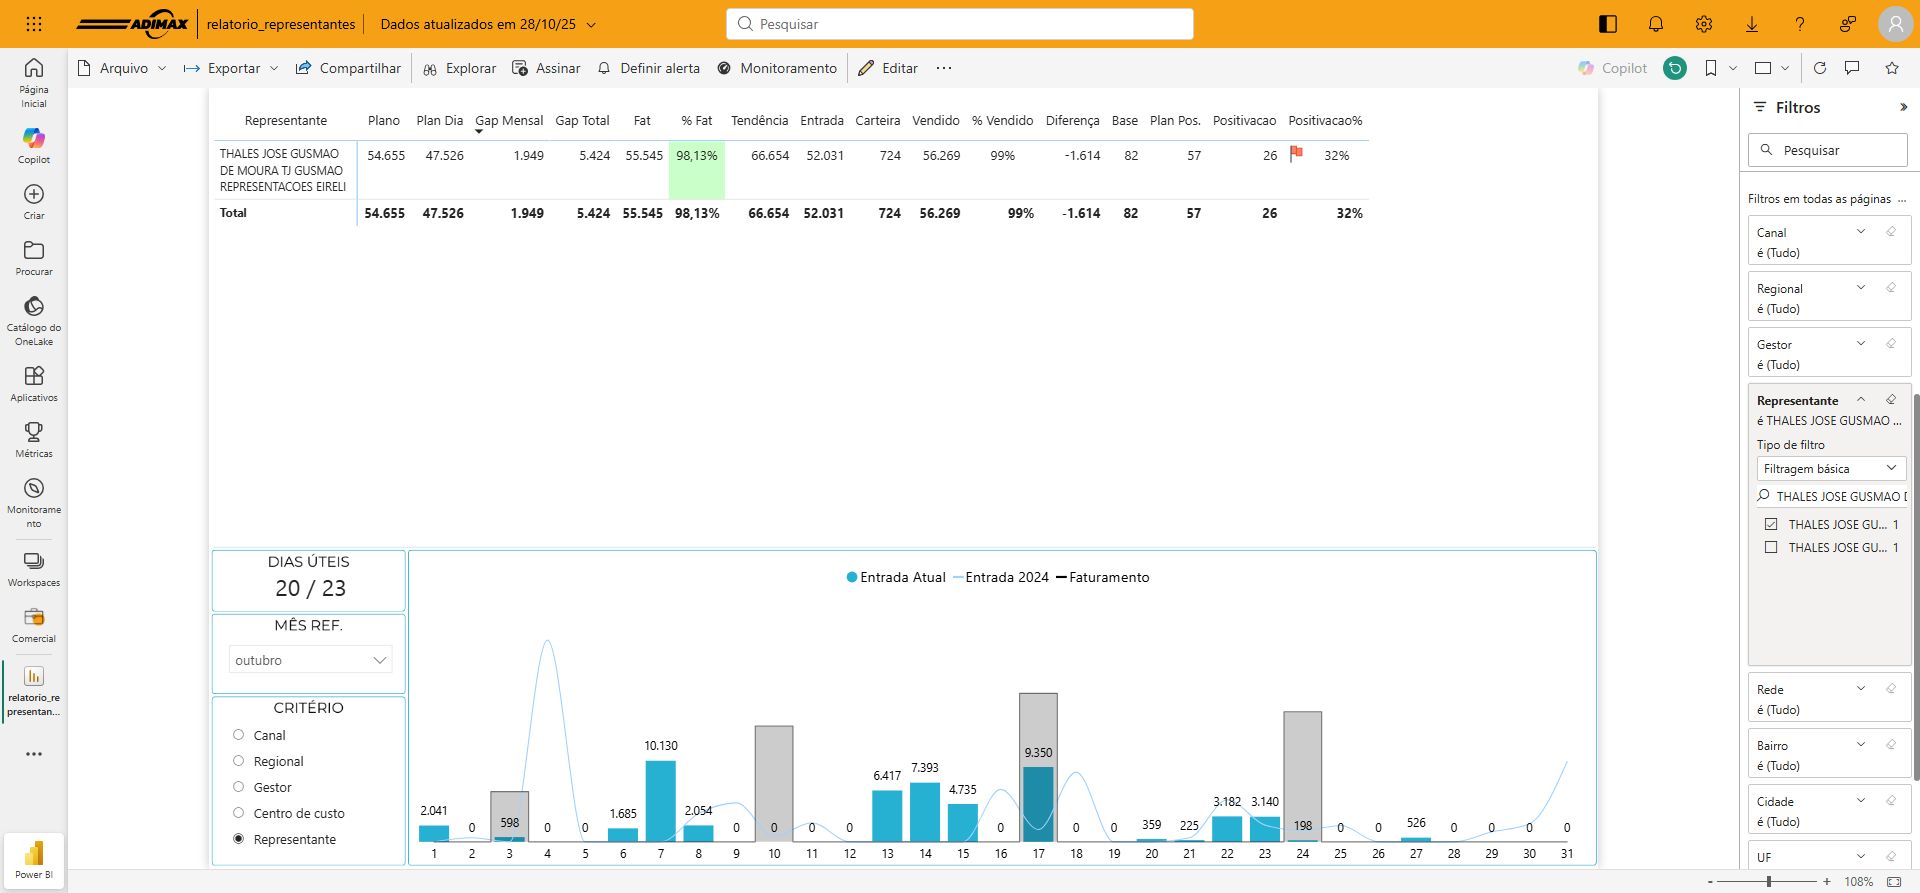 ADIMAX
relatorio_representantes
Dados atualizados em 28/10/25
Pesquisar
Arquivo
Exportar
Compartilhar
Explorar
Assinar
Definir alerta
Monitoramento
Editar
Copilot
Página Inicial
Copilot
Criar
Procurar
Catálogo do OneLake
Aplicativos
Métricas
Monitorame nto
Workspaces
Comercial
relatorio_re presentan...
Power BI
Representante Plano Plan Dia Gap Mensal Gap Total Fat % Fat Tendência Entrada Carteira Vendido % Vendido Diferença Base Plan Pos. Positivacao Positivacao%
THALES JOSE GUSMAO
DE MOURA TJ GUSMAO
REPRESENTACOES EIRELI
54.655 47.526 1.949 5.424 55.545 98,13% 66.654 52.031 724 56.269 99% -1.614 82 57 26 32%
Total 54.655 47.526 1.949 5.424 55.545 98,13% 66.654 52.031 724 56.269 99% -1.614 82 57 26 32%
DIAS ÚTEIS
20 / 23
MÊS REF.
outubro
CRITÉRIO
Canal
Regional
Gestor
Centro de custo
Representante
Entrada Atual Entrada 2024 Faturamento
2.041 0 598 0 0 1.685 10.130 2.054 0 0 0 0 6.417 7.393 4.735 0 9.350 0 0 359 225 3.182 3.140 198 0 0 526 0 0 0 0
1 2 3 4 5 6 7 8 9 10 11 12 13 14 15 16 17 18 19 20 21 22 23 24 25 26 27 28 29 30 31
Filtros
Pesquisar
Filtros em todas as páginas ...
Canal
é (Tudo)
Regional
é (Tudo)
Gestor
é (Tudo)
Representante
é THALES JOSE GUSMAO ...
Tipo de filtro
Filtragem básica
THALES JOSE GUSMAO D
THALES JOSE GU... 1
THALES JOSE GU... 1
Rede
é (Tudo)
Bairro
é (Tudo)
Cidade
é (Tudo)
UF
- + 108%